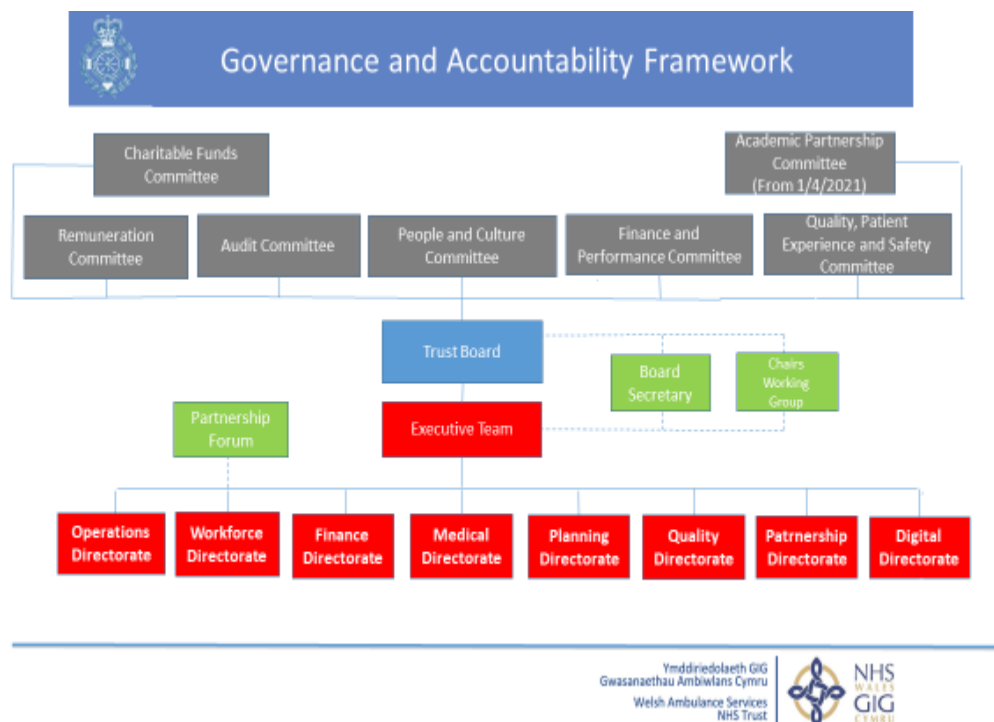 Governance and Accountability Framework
Charitable Funds
Committee
Academic Partnership
Committee
(From 1/4/2021)
Remuneration
Committee
Audit Committee
People and Culture
Committee
Finance and
Performance Committee
Quality, Patient
Experience and Safety
Committee
Trust Board
Board
Secretary
Chairs
Working
Group
Partnership
Forum
Executive Team
Operations
Directorate
Workforce
Directorate
Finance
Directorate
Medical
Directorate
Planning
Directorate
Quality
Directorate
Patrnership
Directorate
Digital
Directorate
Ymddiriedolaeth GIG
Gwasanaethau Ambiwlans Cymru
Welsh Ambulance Services
NHS Trust
NHS
WALES
GIG
CYMRU